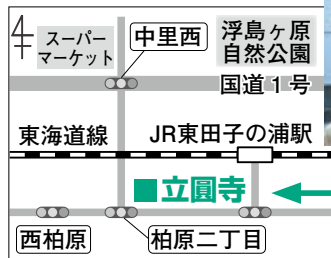 スーパー
マーケット
中里西
浮島ヶ原
自然公園
国道1号
東海道線
JR東田子の浦駅
■立圓寺
西柏原
柏原二丁目